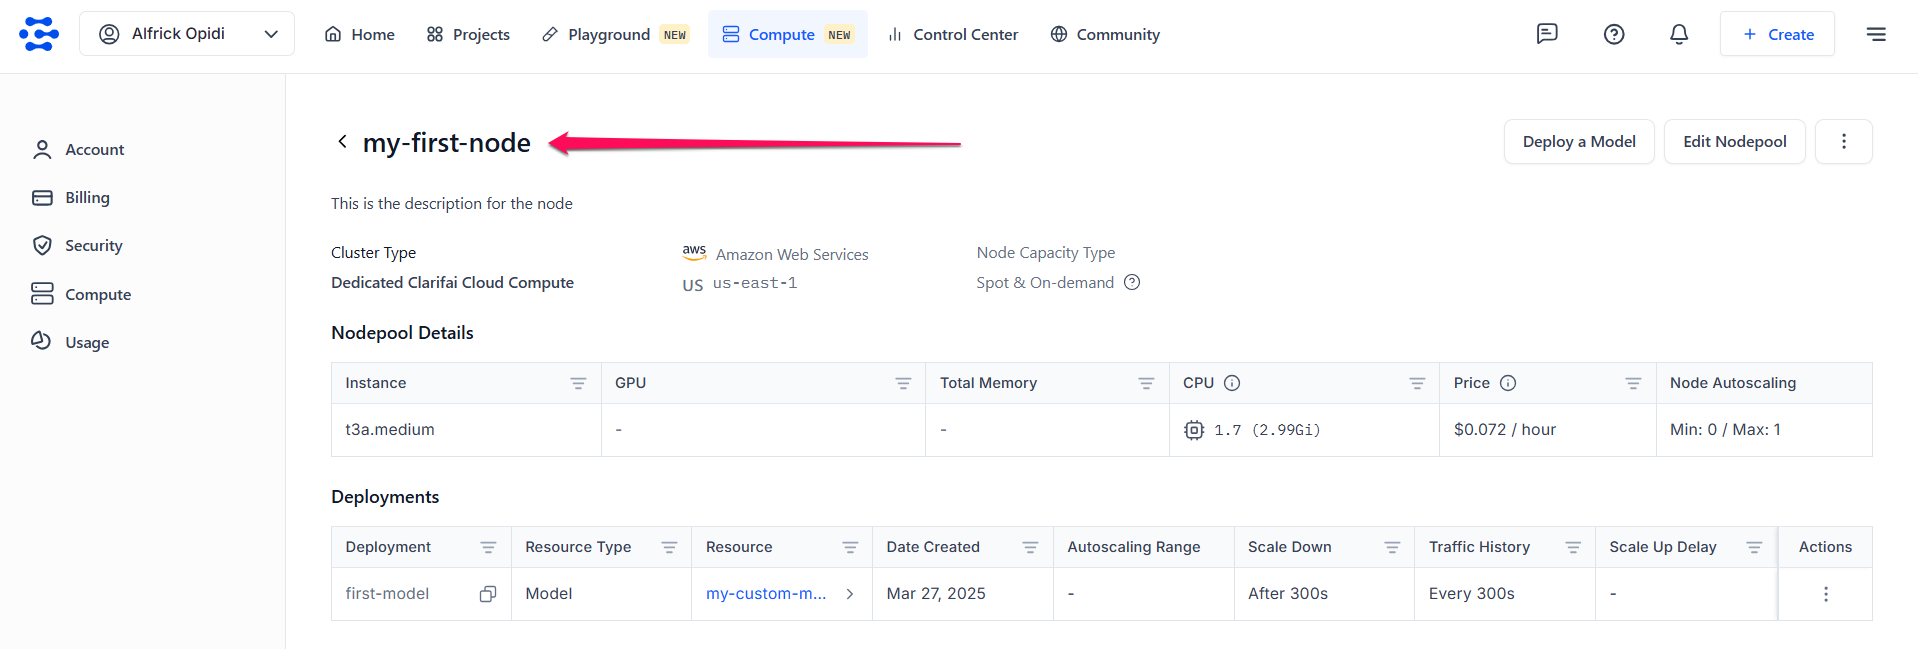 Alfrick Opidi Home Projects Playground NEW Compute NEW Control Center Community + Create
Account
Billing
Security
Compute
Usage
my-first-node
Deploy a Model Edit Nodepool
This is the description for the node
Cluster Type aws Amazon Web Services Node Capacity Type
Dedicated Clarifai Cloud Compute US us-east-1 Spot & On-demand
Nodepool Details
Instance GPU Total Memory CPU Price Node Autoscaling
t3a.medium - - 1.7 (2.99Gi) $0.072 / hour Min: 0 / Max: 1
Deployments
Deployment Resource Type Resource Date Created Autoscaling Range Scale Down Traffic History Scale Up Delay Actions
first-model Model my-custom-m... Mar 27, 2025 - After 300s Every 300s -